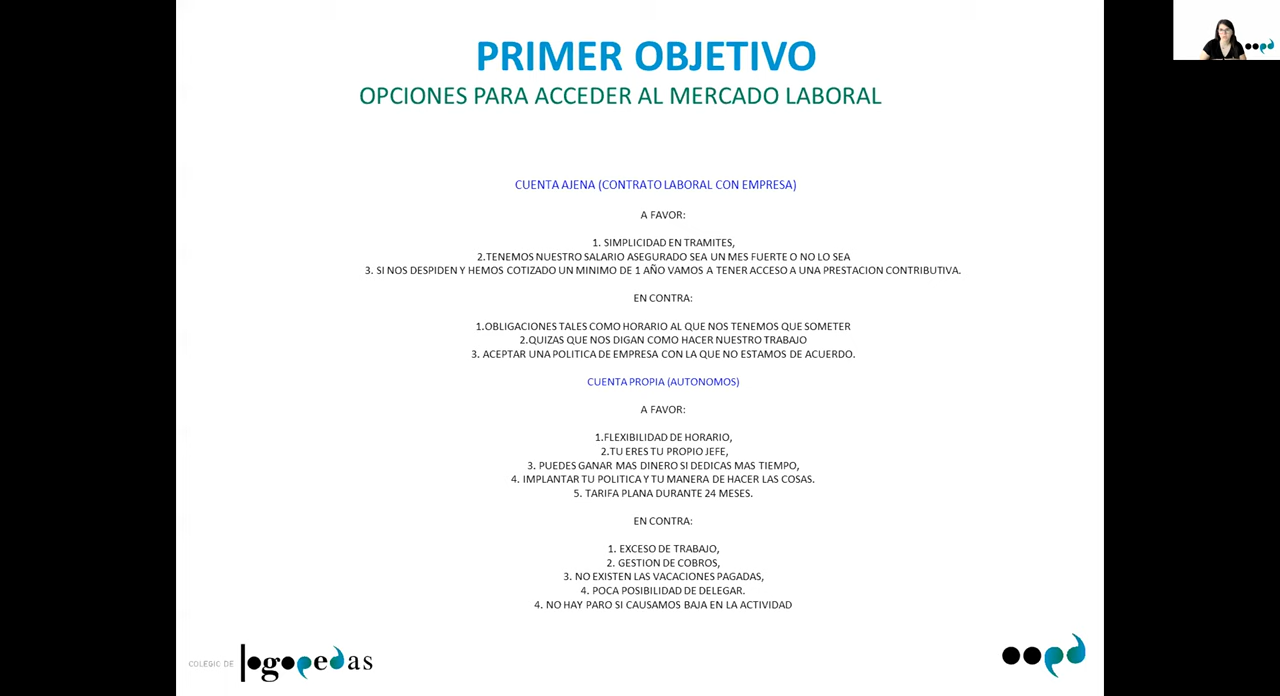 PRIMER OBJETIVO
OPCIONES PARA ACCEDER AL MERCADO LABORAL
CUENTA AJENA (CONTRATO LABORAL CON EMPRESA)
A FAVOR:
1. SIMPLICIDAD EN TRAMITES,
2.TENEMOS NUESTRO SALARIO ASEGURADO SEA UN MES FUERTE O NO LO SEA
3. SI NOS DESPIDEN Y HEMOS COTIZADO UN MINIMO DE 1 AÑO VAMOS A TENER ACCESO A UNA PRESTACION CONTRIBUTIVA.
EN CONTRA:
1.OBLIGACIONES TALES COMO HORARIO AL QUE NOS TENEMOS QUE SOMETER
2.QUIZAS QUE NOS DIGAN COMO HACER NUESTRO TRABAJO
3. ACEPTAR UNA POLITICA DE EMPRESA CON LA QUE NO ESTAMOS DE ACUERDO.
CUENTA PROPIA (AUTONOMOS)
A FAVOR:
1.FLEXIBILIDAD DE HORARIO,
2.TU ERES TU PROPIO JEFE,
3. PUEDES GANAR MAS DINERO SI DEDICAS MAS TIEMPO,
4. IMPLANTAR TU POLITICA Y TU MANERA DE HACER LAS COSAS.
5. TARIFA PLANA DURANTE 24 MESES.
EN CONTRA:
1. EXCESO DE TRABAJO,
2. GESTION DE COBROS,
3. NO EXISTEN LAS VACACIONES PAGADAS,
4. POCA POSIBILIDAD DE DELEGAR.
4. NO HAY PARO SI CAUSAMOS BAJA EN LA ACTIVIDAD
COLEGIO DE logopedas